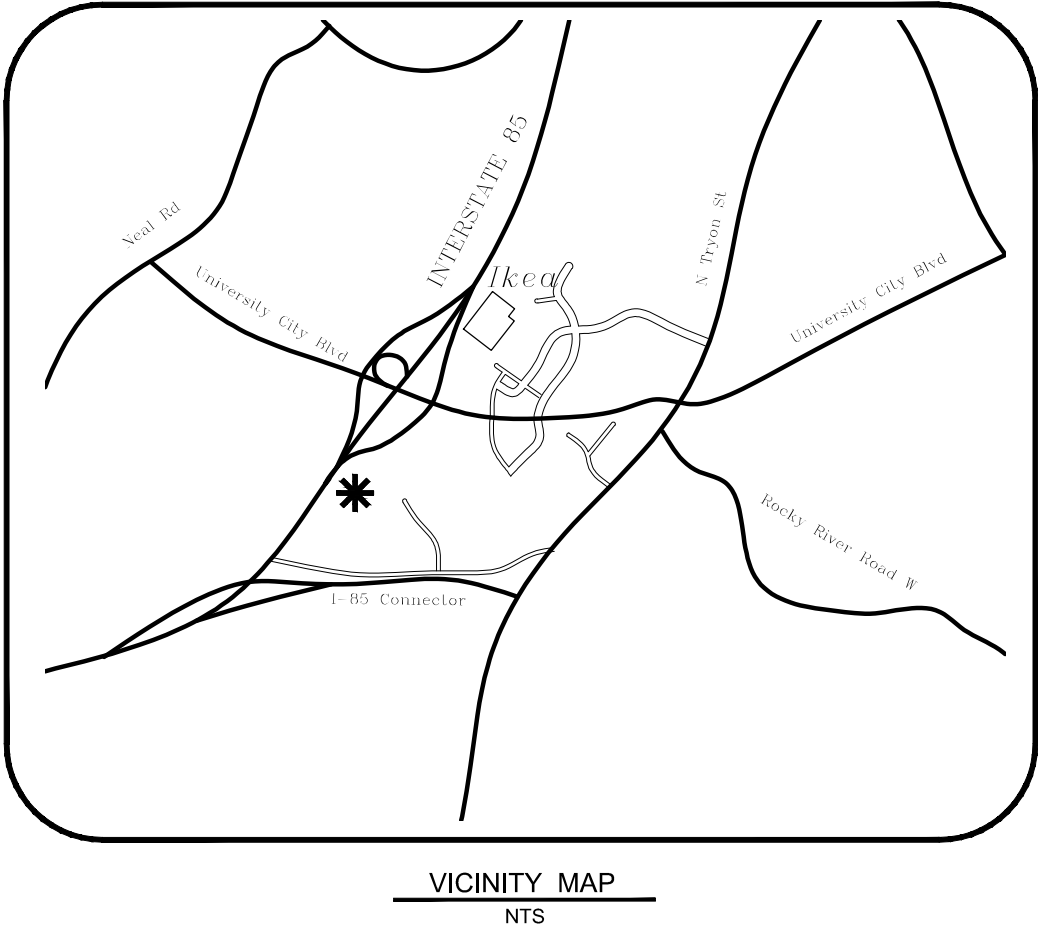 INTERSTATE 85
Neal Rd
N Tryon St
University City Blvd
Ikea
University City Blvd
Rocky River Road W
I-85 Connector
VICINITY MAP
NTS